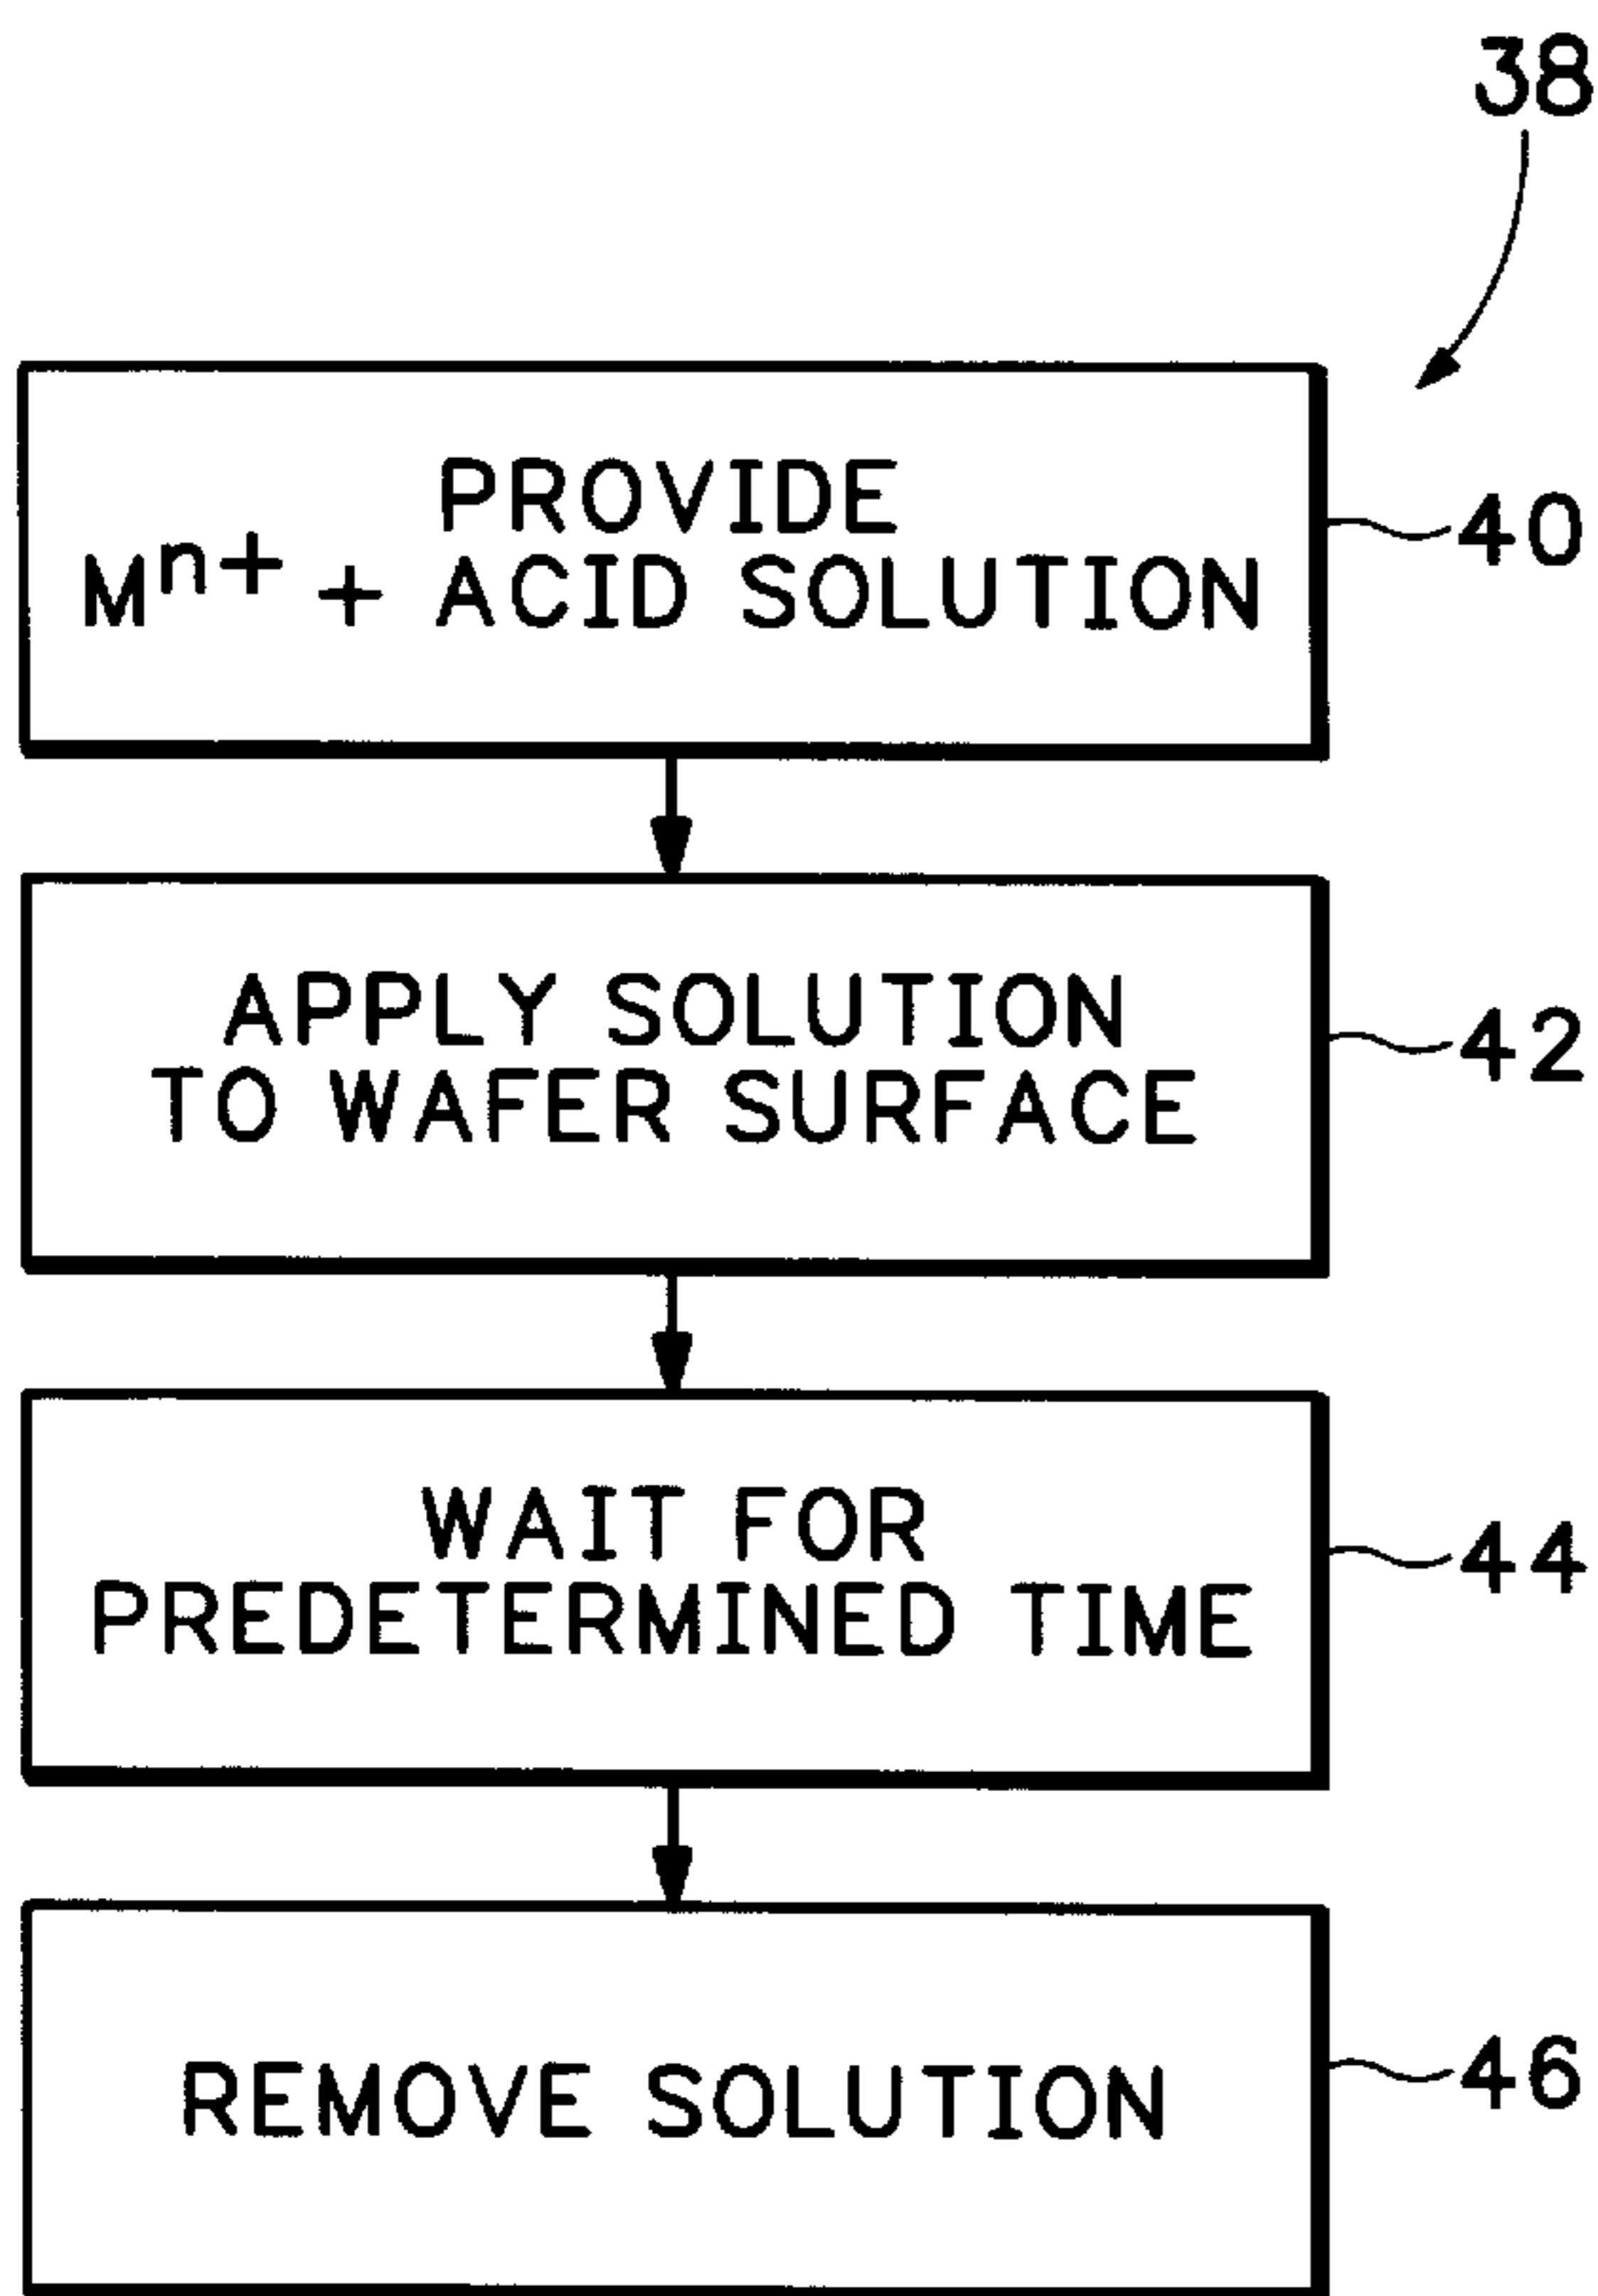 38
PROVIDE
Mⁿ⁺ + ACID SOLUTION
40
APPLY SOLUTION
TO WAFER SURFACE
42
WAIT FOR
PREDETERMINED TIME
44
REMOVE SOLUTION
46